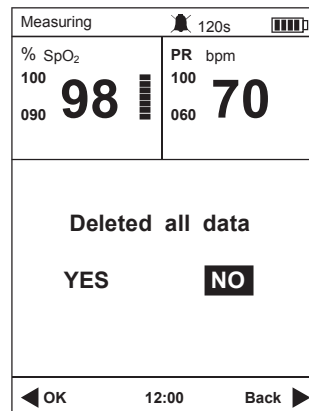 Measuring 120s
% SpO₂ PR bpm
100 98 100 70
090 060
Deleted all data
YES NO
OK 12:00 Back